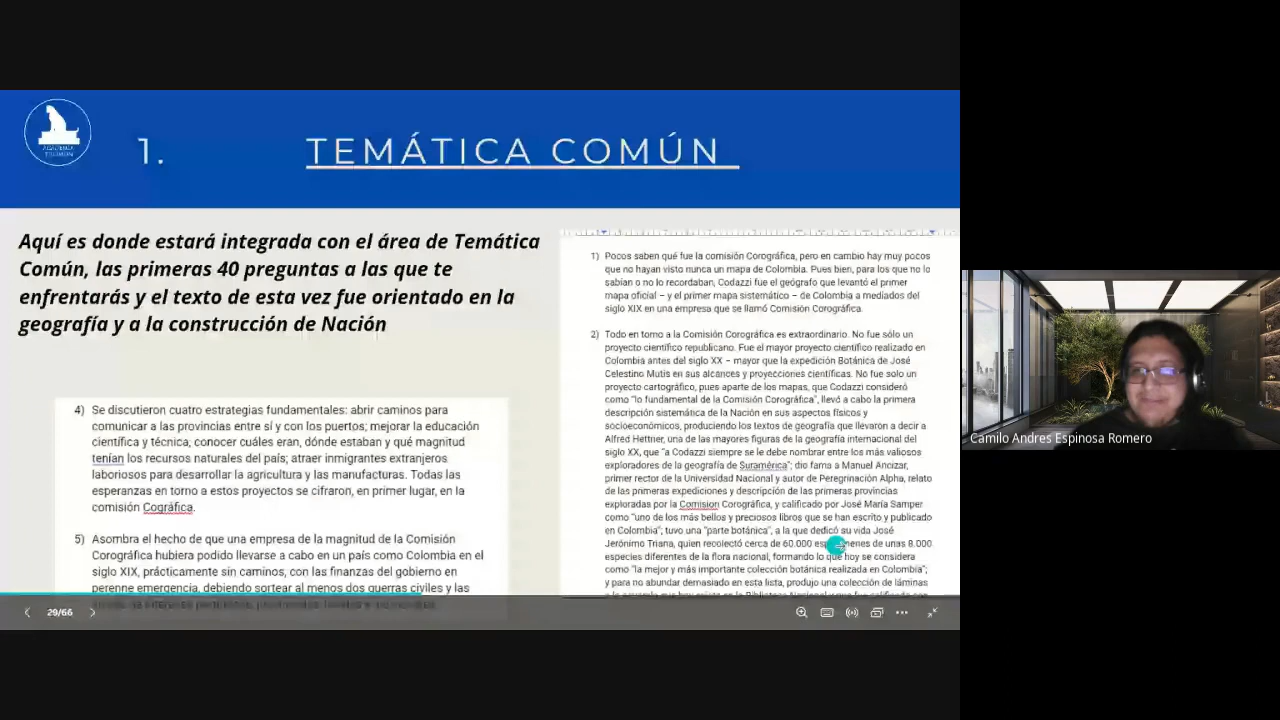 ACADEMIA
1. TEMÁTICA COMÚN
Aquí es donde estará integrada con el área de Temática
Común, las primeras 40 preguntas a las que te
enfrentarás y el texto de esta vez fue orientado en la
geografía y a la construcción de Nación
4) Se discutieron cuatro estrategias fundamentales: abrir caminos para
comunicar a las provincias entre sí y con los puertos; mejorar la educación
científica y técnica; conocer cuáles eran, dónde estaban y qué magnitud
tenían los recursos naturales del país; atraer inmigrantes extranjeros
laboriosos para desarrollar la agricultura y las manufacturas. Todas las
esperanzas en torno a estos proyectos se cifraron, en primer lugar, en la
comisión Cográfica.
5) Asombra el hecho de que una empresa de la magnitud de la Comisión
Corográfica hubiera podido llevarse a cabo en un país como Colombia en el
siglo XIX, prácticamente sin caminos, con las finanzas del gobierno en
perenne emergencia, debiendo sortear al menos dos guerras civiles y las
1) Pocos saben qué fue la comisión Corográfica, pero en cambio hay muy pocos
que no hayan visto nunca un mapa de Colombia. Pues bien, para los que no lo
sabían o no lo recordaban, Codazzi fue el geógrafo que levantó el primer
mapa oficial – y el primer mapa sistemático – de Colombia a mediados del
siglo XIX en una empresa que se llamó Comisión Corográfica.
2) Todo en torno a la Comisión Corográfica es extraordinario. No fue sólo un
proyecto científico republicano. Fue el mayor proyecto científico realizado en
Colombia antes del siglo XX – mayor que la expedición Botánica de José
Celestino Mutis en sus alcances y proyecciones científicas. No fue solo un
proyecto cartográfico, pues aparte de los mapas, que Codazzi consideró
como "lo fundamental de la Comisión Corográfica", llevó a cabo la primera
descripción sistemática de la Nación en sus aspectos físicos y
socioeconómicos, produciendo los textos de geografía que llevaron a decir a
Alfred Hettner, una de las mayores figuras de la geografía internacional del
siglo XX, que "a Codazzi siempre se le debe nombrar entre los más valiosos
exploradores de la geografía de Suramérica"; dio fama a Manuel Ancizar,
primer rector de la Universidad Nacional y autor de Peregrinación Alpha, relato
de las primeras expediciones y descripción de las primeras provincias
exploradas por la Comision Corográfica, y calificado por José María Samper
como "uno de los más bellos y preciosos libros que se han escrito y publicado
en Colombia"; tuvo una "parte botánica", a la que dedicó su vida José
Jerónimo Triana, quien recolectó cerca de 60.000 especímenes de unas 8.000
especies diferentes de la flora nacional, formando lo que hoy se considera
como "la mejor y más importante colección botánica realizada en Colombia";
y para no abundar demasiado en esta lista, produjo una colección de láminas
29/66
Camilo Andres Espinosa Romero